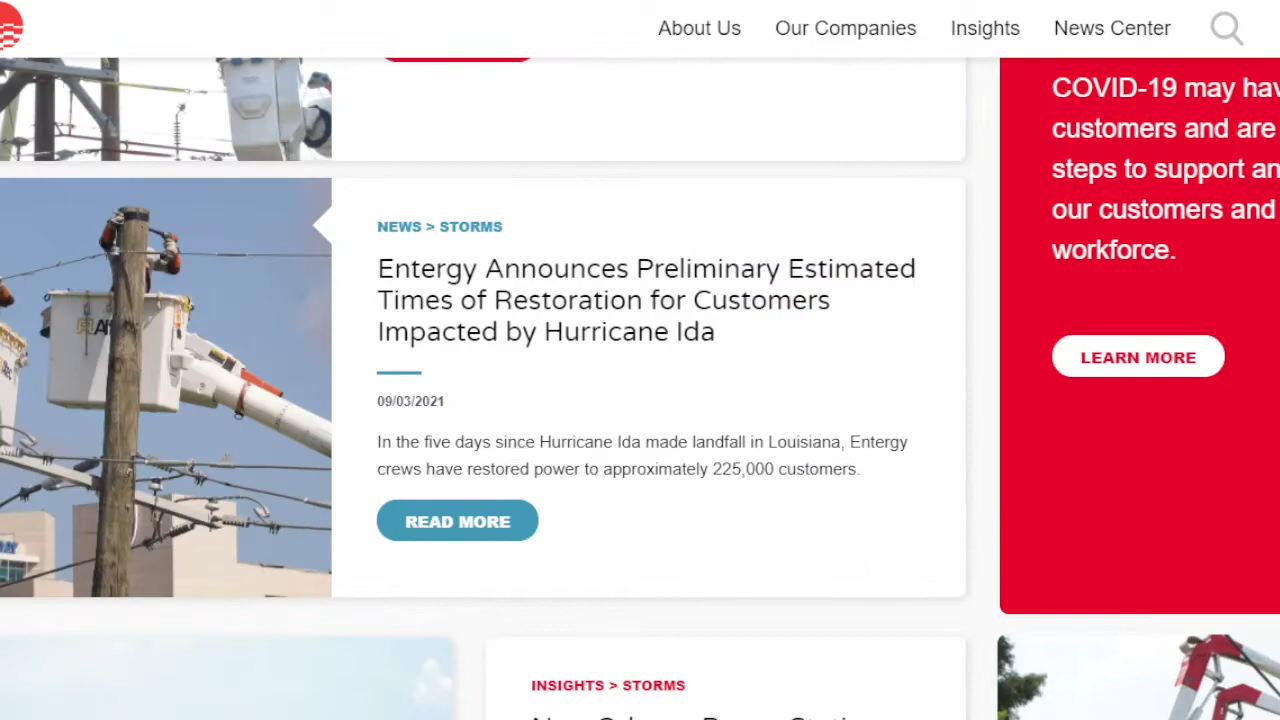 About Us
Our Companies
Insights
News Center
NEWS > STORMS
Entergy Announces Preliminary Estimated
Times of Restoration for Customers
Impacted by Hurricane Ida
09/03/2021
In the five days since Hurricane Ida made landfall in Louisiana, Entergy
crews have restored power to approximately 225,000 customers.
READ MORE
COVID-19 may
customers and are
steps to support
our customers and
workforce.
LEARN MORE
INSIGHTS > STORMS